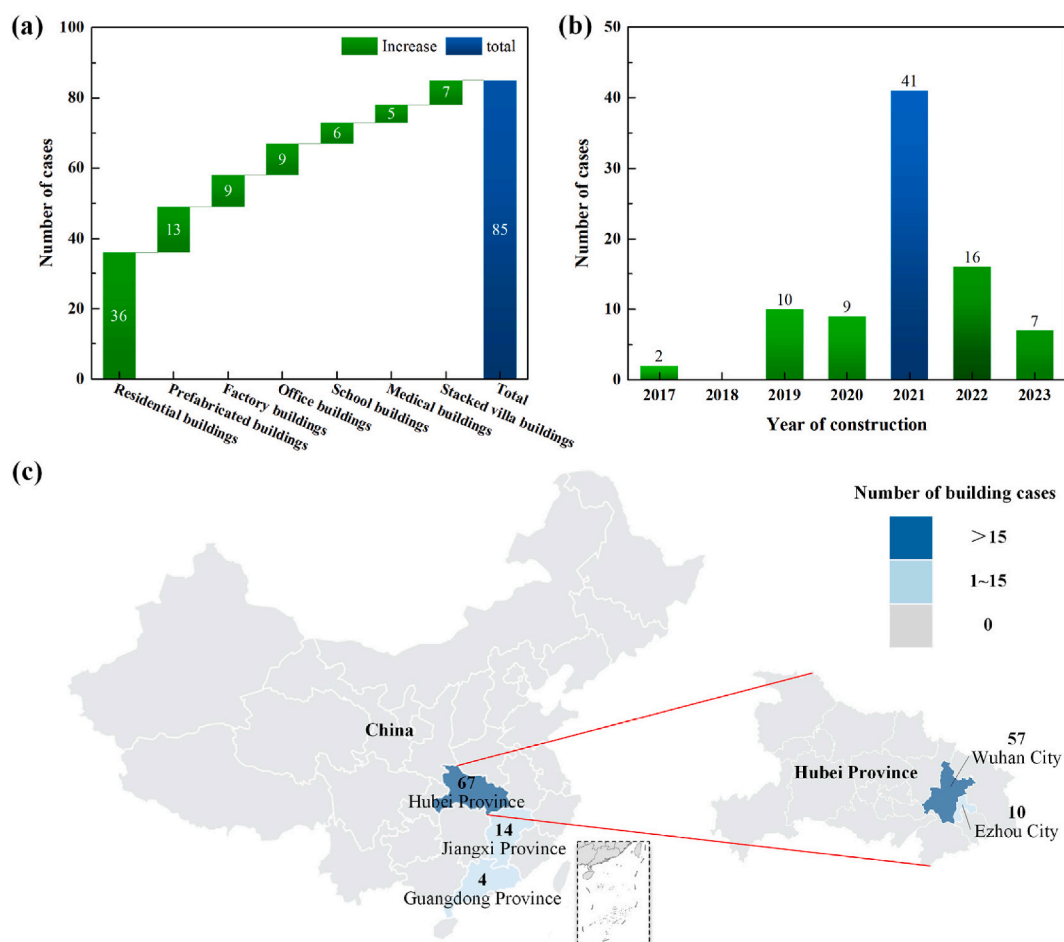 (a)
Number of cases
100
80
60
40
20
0
Increase
total
36
13
9
9
6
5
7
85
Residential buildings
Prefabricated buildings
Factory buildings
Office buildings
School buildings
Medical buildings
Stacked villa buildings
Total
(b)
Number of cases
50
40
30
20
10
0
2
10
9
41
16
7
2017 2018 2019 2020 2021 2022 2023
Year of construction
(c)
Number of building cases
>15
1~15
0
China
67
Hubei Province
14
Jiangxi Province
4
Guangdong Province
Hubei Province
57
Wuhan City
10
Ezhou City